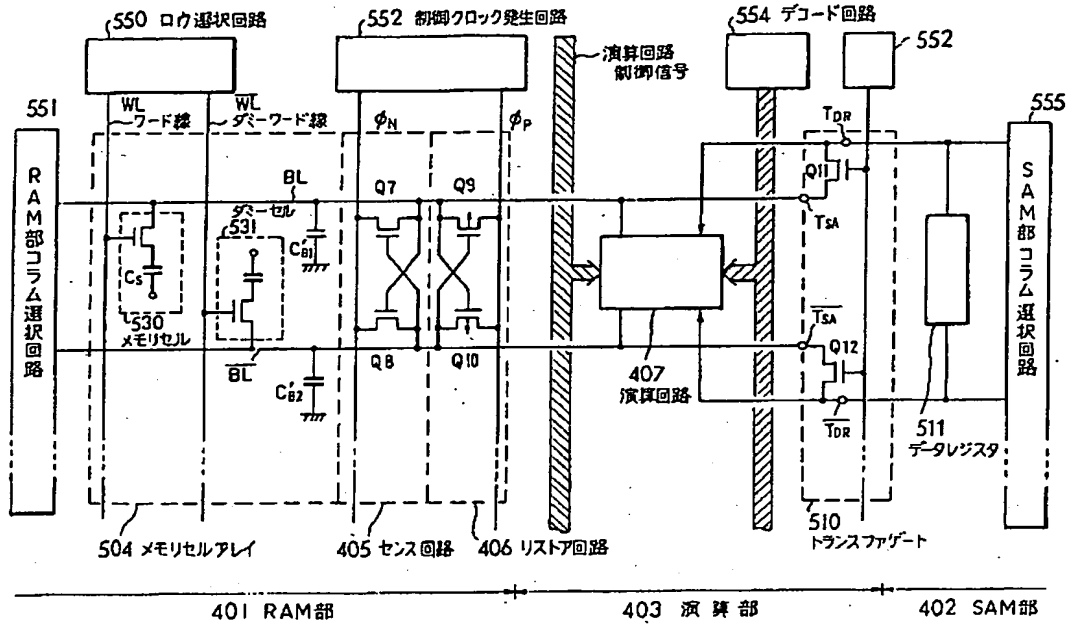 550 ロウ選択回路
552 制御クロック発生回路
554 デコード回路
552
演算回路
制御信号
551
WL
ワード線
W̅L̅
ダミーワード線
φN
φP
TDR
555
RAM部コラム選択回路
BL
ダミーセル
531
C'B1
Q7
Q9
Q11
TSA
SAM部コラム選択回路
CS
530
メモリセル
T̅S̅A̅
B̅L̅
C'B2
Q8
Q10
407
演算回路
Q12
T̅D̅R̅
511
データレジスタ
504 メモリセルアレイ
405 センス回路
406 リストア回路
510
トランスファゲート
401 RAM部
403 演算部
402 SAM部